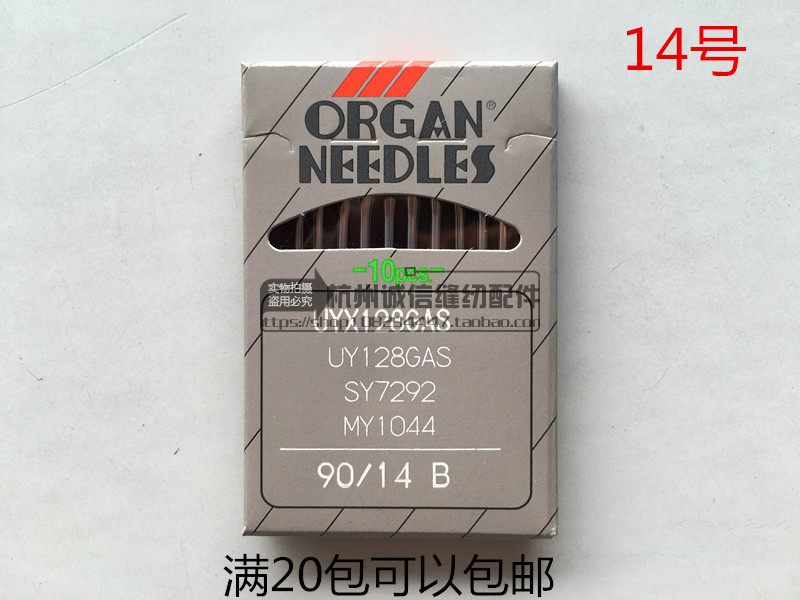 14号
ORGAN®
NEEDLES
-10pcs.-
实物拍摄
盗用必究
杭州诚信缝纫配件
UYX128GAS
UY128GAS
SY7292
MY1044
90/14 B
满20包可以包邮